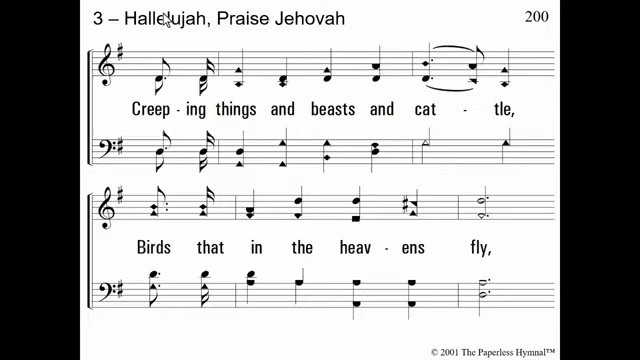 3 – Hallelujah, Praise Jehovah
200
Creep - ing things and beasts and cat - tle,
Birds that in the heav - ens fly,
© 2001 The Paperless Hymnal™